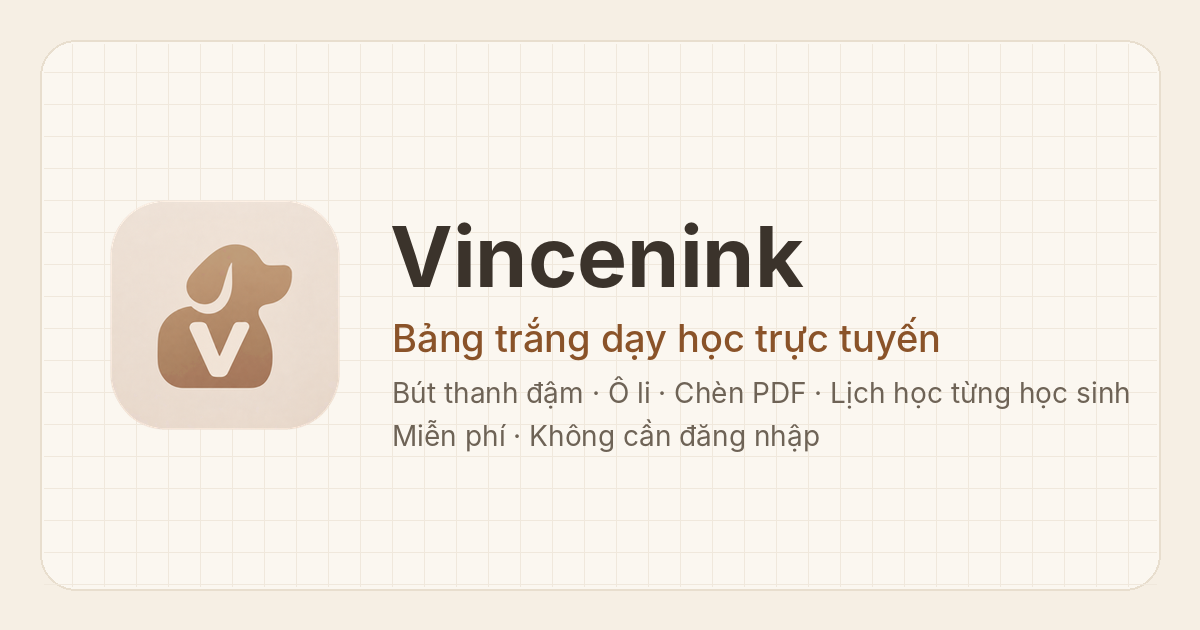 V
Vincenink
Bảng trắng dạy học trực tuyến
Bút thanh đậm · Ô li · Chèn PDF · Lịch học từng học sinh
Miễn phí · Không cần đăng nhập